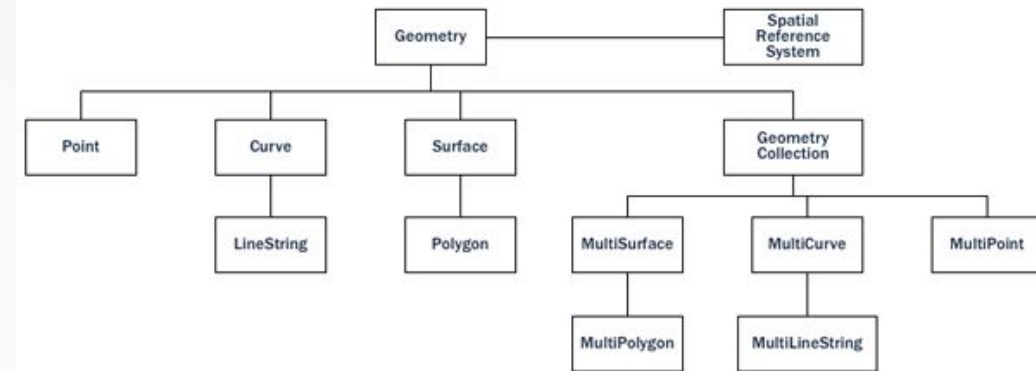 Geometry
Spatial
Reference
System
Point
Curve
Surface
Geometry
Collection
LineString
Polygon
MultiSurface
MultiCurve
MultiPoint
MultiPolygon
MultiLineString